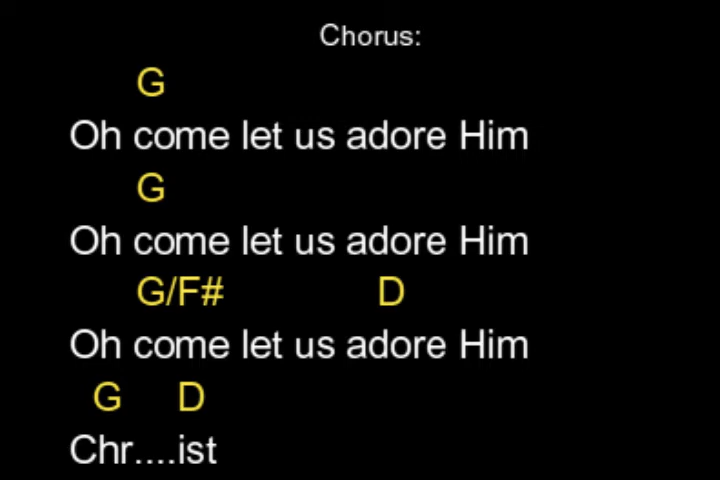 Chorus:
G
Oh come let us adore Him
G
Oh come let us adore Him
G/F# D
Oh come let us adore Him
G D
Chr....ist